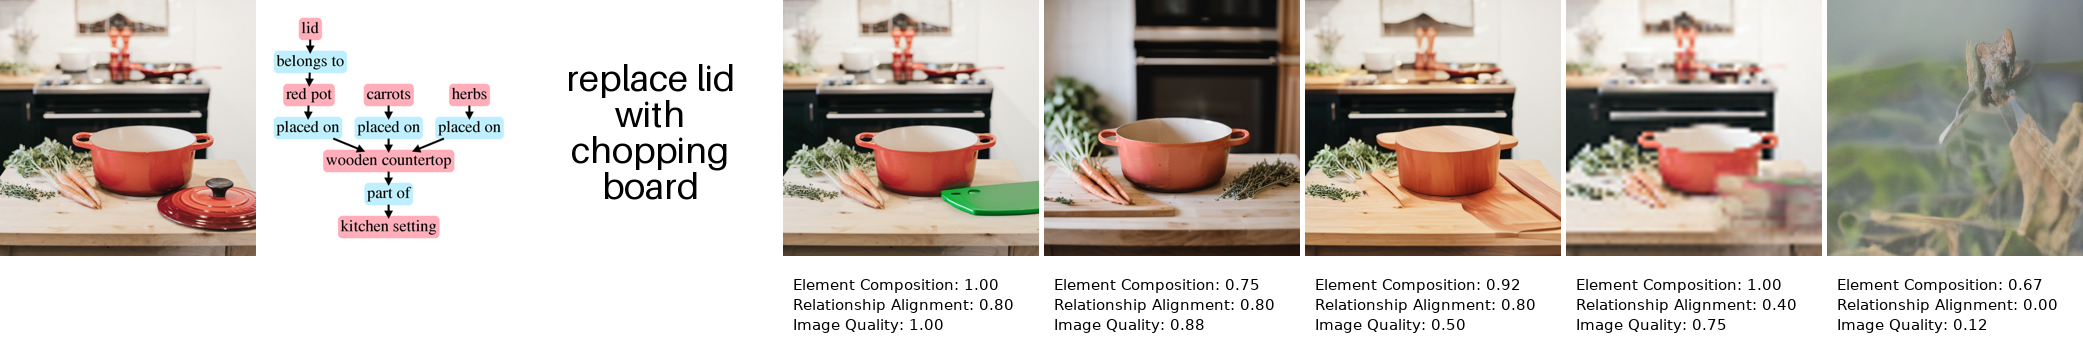 lid
belongs to
red pot
carrots
herbs
placed on
placed on
placed on
wooden countertop
part of
kitchen setting
replace lid
with
chopping
board
Element Composition: 1.00
Relationship Alignment: 0.80
Image Quality: 1.00
Element Composition: 0.75
Relationship Alignment: 0.80
Image Quality: 0.88
Element Composition: 0.92
Relationship Alignment: 0.80
Image Quality: 0.50
Element Composition: 1.00
Relationship Alignment: 0.40
Image Quality: 0.75
Element Composition: 0.67
Relationship Alignment: 0.00
Image Quality: 0.12